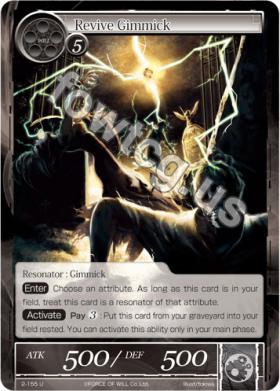 Revive Gimmick
WILL
5
fowtcg.us
Resonator : Gimmick
Enter Choose an attribute. As long as this card is in your
field, treat this card is a resonator of that attribute.
Activate Pay 3 : Put this card from your graveyard into your
field rested. You can activate this ability only in your main phase.
ATK 500/ DEF 500
2-155 U ©FORCE OF WILL Co.,Ltd.